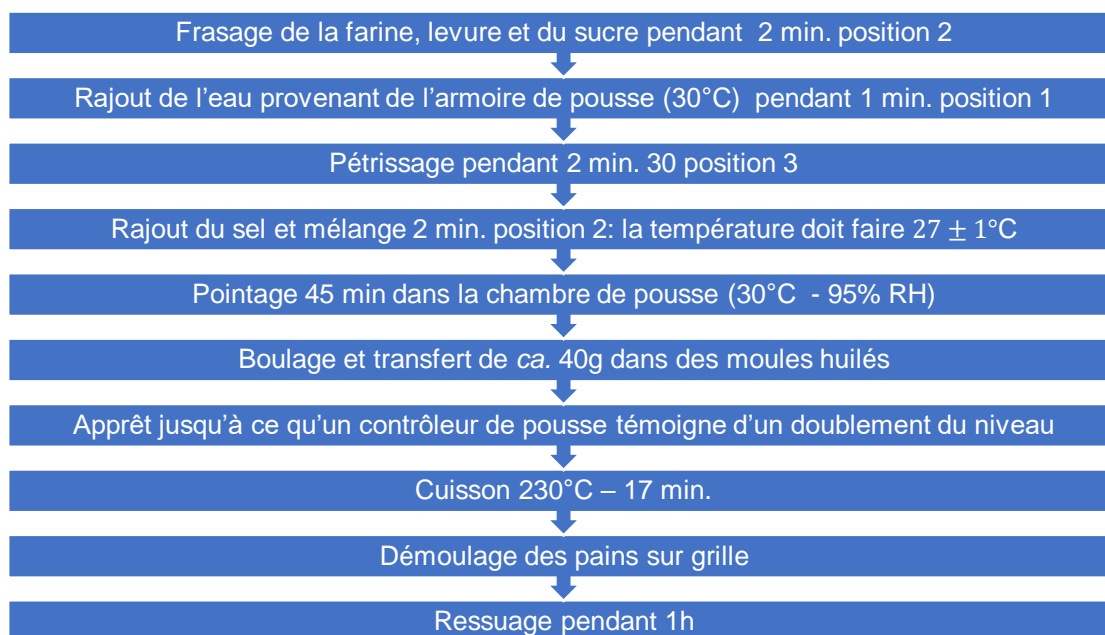 Frasage de la farine, levure et du sucre pendant  2 min. position 2
Rajout de l’eau provenant de l’armoire de pousse (30°C)  pendant 1 min. position 1
Pétrissage pendant 2 min. 30 position 3
Rajout du sel et mélange 2 min. position 2: la température doit faire 27 ± 1°C
Pointage 45 min dans la chambre de pousse (30°C  - 95% RH)
Boulage et transfert de ca. 40g dans des moules huilés
Apprêt jusqu’à ce qu’un contrôleur de pousse témoigne d’un doublement du niveau
Cuisson 230°C – 17 min.
Démoulage des pains sur grille
Ressuage pendant 1h